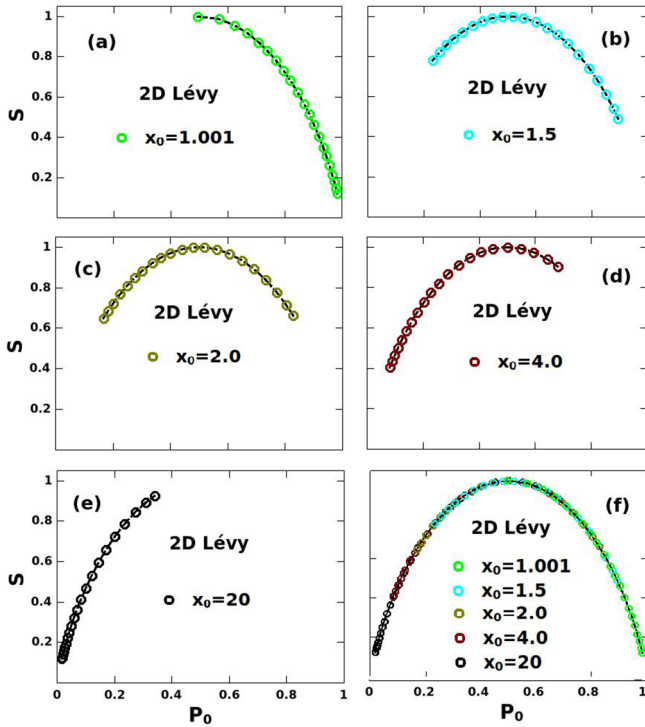 (a)
1
0.8
0.6
0.4
0.2
S
2D Lévy
x₀=1.001
(b)
2D Lévy
x₀=1.5
(c)
1
0.8
0.6
0.4
0.2
S
2D Lévy
x₀=2.0
(d)
2D Lévy
x₀=4.0
(e)
1
0.8
0.6
0.4
0.2
S
2D Lévy
x₀=20
0 0.2 0.4 0.6 0.8 1
P₀
(f)
2D Lévy
x₀=1.001
x₀=1.5
x₀=2.0
x₀=4.0
x₀=20
0 0.2 0.4 0.6 0.8 1
P₀